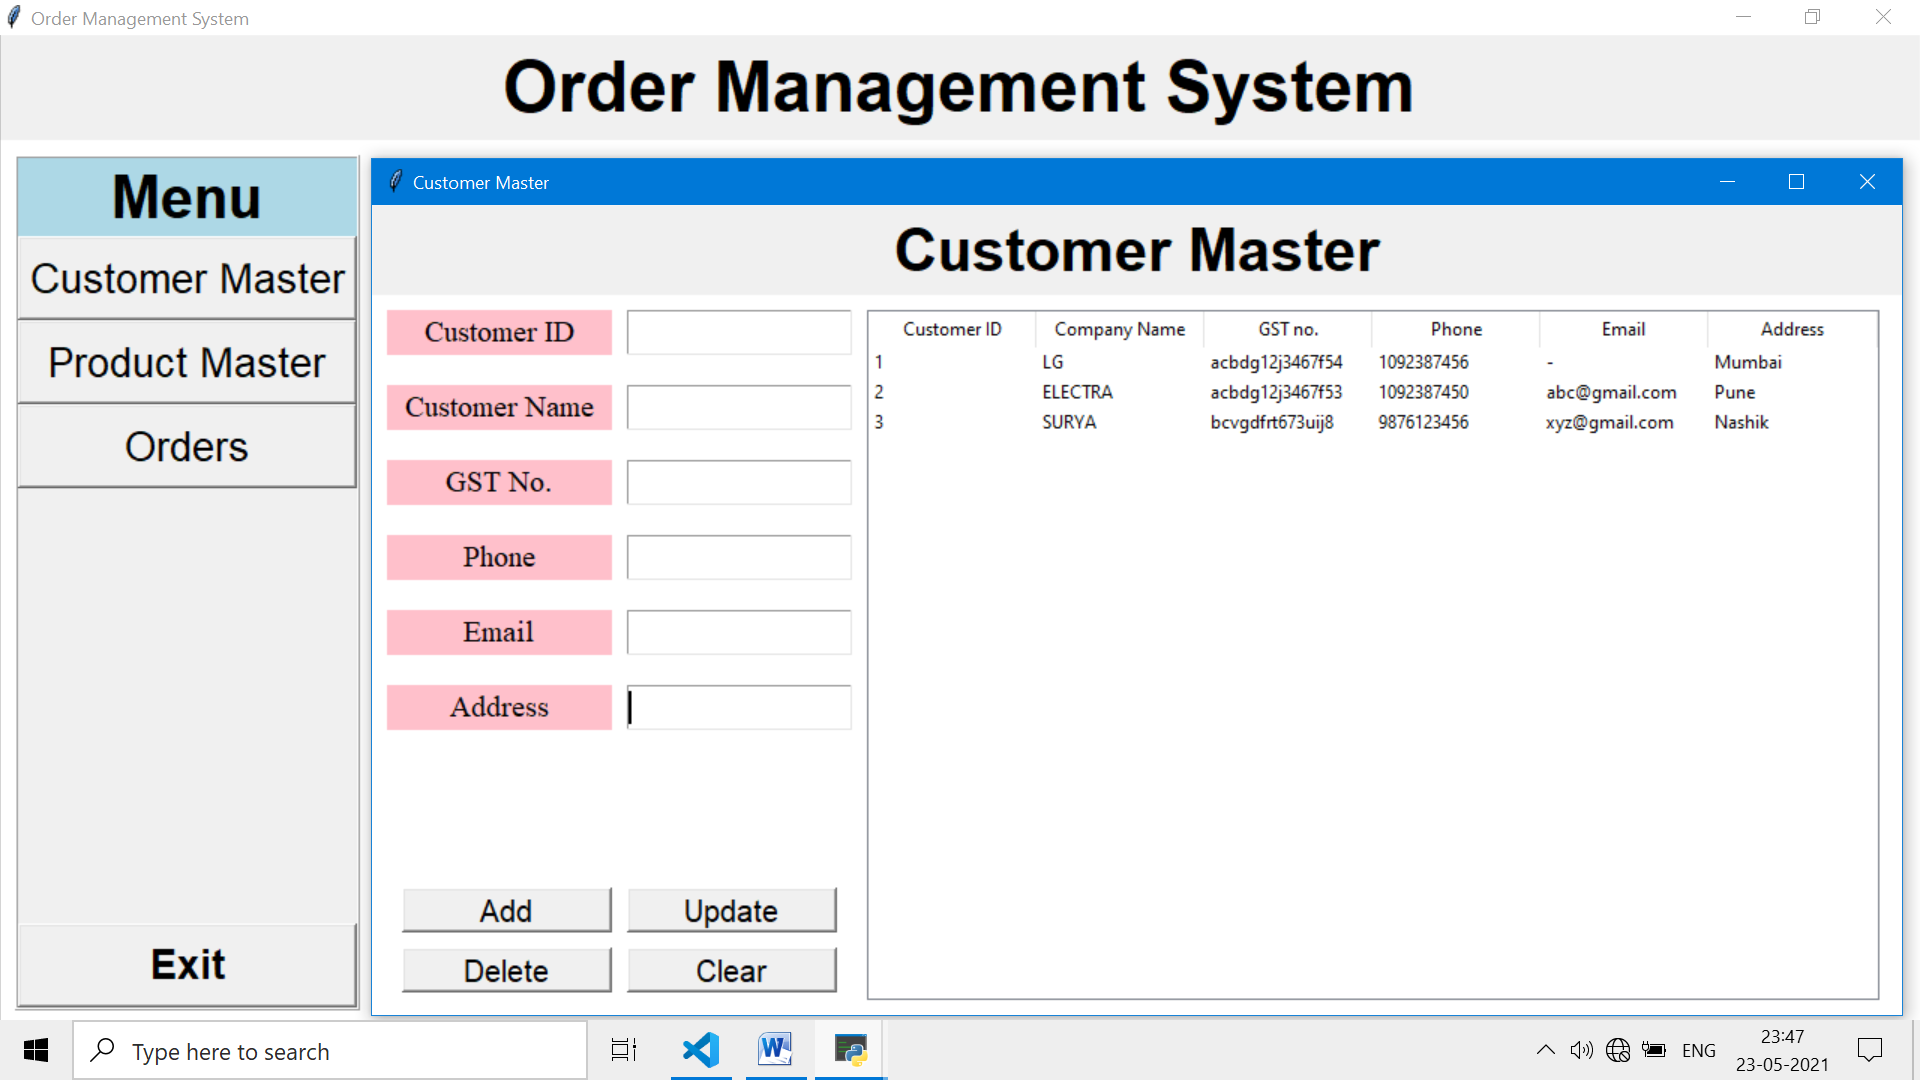 Order Management System
Order Management System
Menu
Customer Master
Product Master
Orders
Exit
Customer Master
Customer Master
Customer ID
Customer Name
GST No.
Phone
Email
Address
Add Update
Delete Clear
Customer ID Company Name GST no. Phone Email Address
1 LG acbdg12j3467f54 1092387456 - Mumbai
2 ELECTRA acbdg12j3467f53 1092387450 abc@gmail.com Pune
3 SURYA bcvgdfrt673uij8 9876123456 xyz@gmail.com Nashik
Type here to search
W
ENG
23:47
23-05-2021